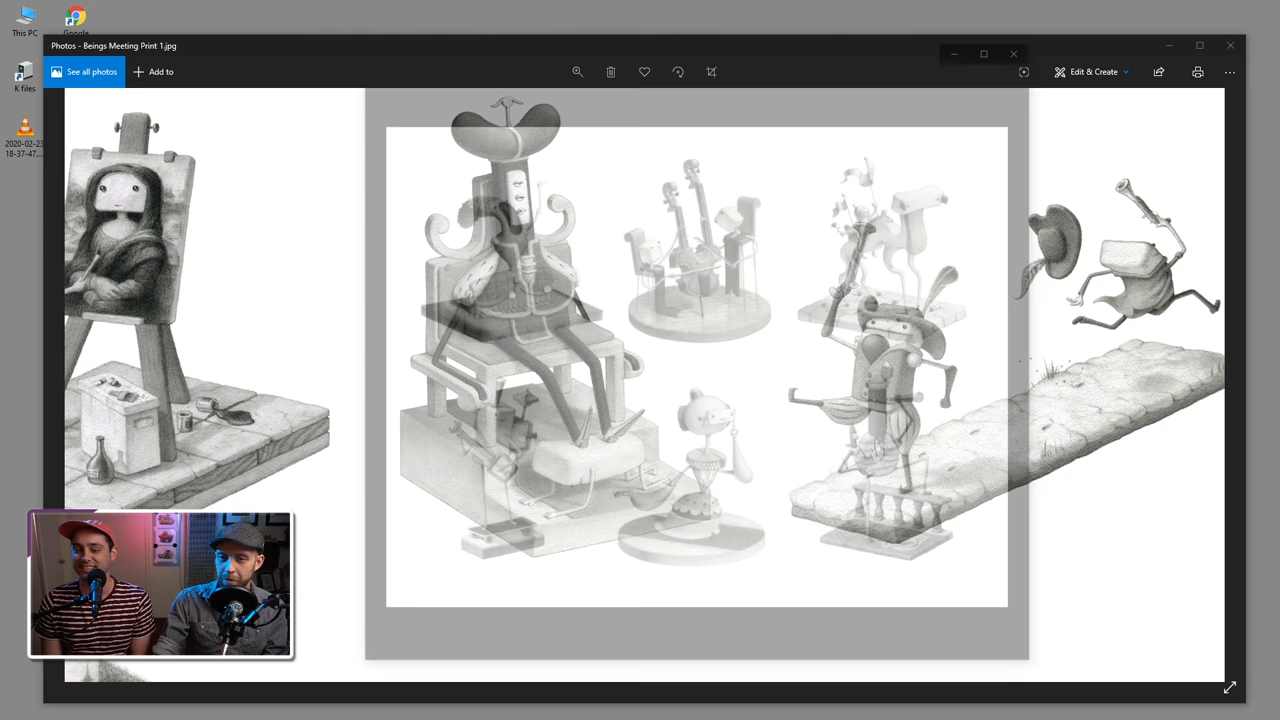 This PC
Google
Photos - Beings Meeting Print 1.jpg
See all photos
Add to
Edit & Create
K files
2020-02-23
18-37-47....